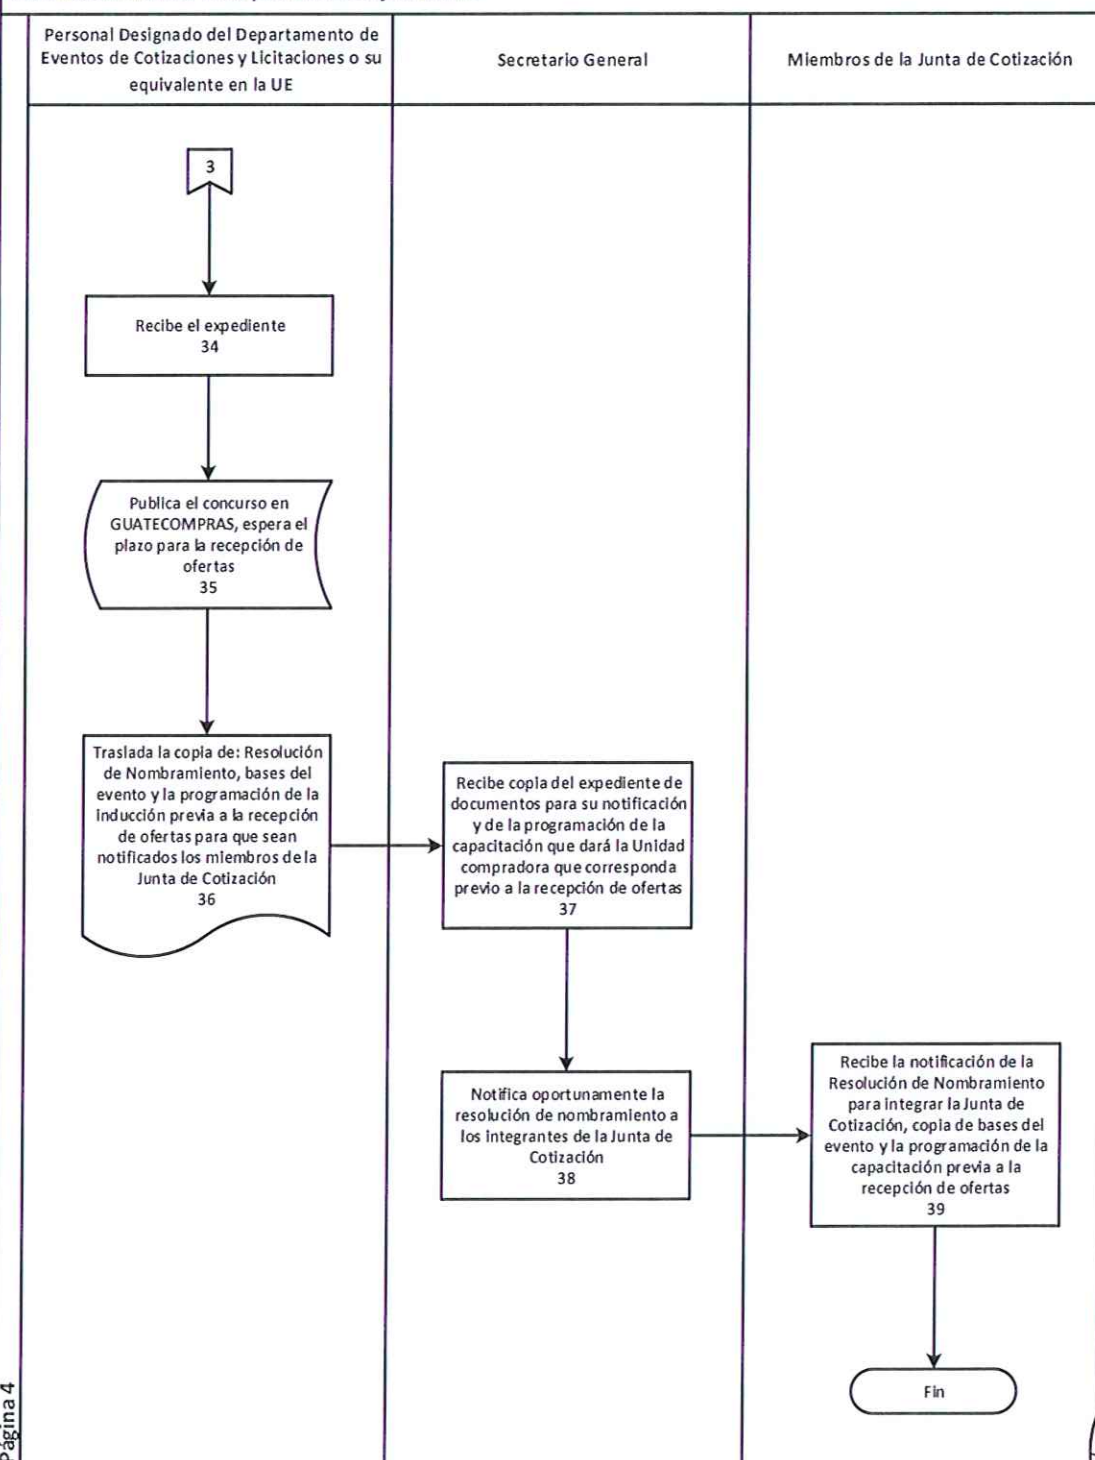 Personal Designado del Departamento de
Eventos de Cotizaciones y Licitaciones o su
equivalente en la UE
Secretario General
Miembros de la Junta de Cotización
3
Recibe el expediente
34
Publica el concurso en
GUATECOMPRAS, espera el
plazo para la recepción de
ofertas
35
Traslada la copia de: Resolución
de Nombramiento, bases del
evento y la programación de la
inducción previa a la recepción
de ofertas para que sean
notificados los miembros de la
Junta de Cotización
36
Recibe copia del expediente de
documentos para su notificación
y de la programación de la
capacitación que dará la Unidad
compradora que corresponda
previo a la recepción de ofertas
37
Notifica oportunamente la
resolución de nombramiento a
los integrantes de la Junta de
Cotización
38
Recibe la notificación de la
Resolución de Nombramiento
para integrar la Junta de
Cotización, copia de bases del
evento y la programación de la
capacitación previa a la
recepción de ofertas
39
Fin
Página 4